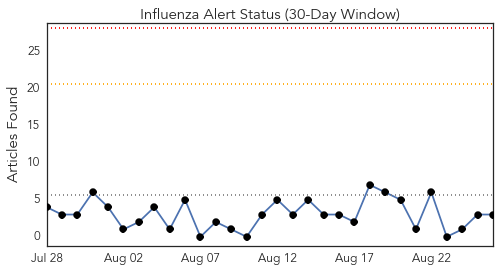 Influenza Alert Status (30-Day Window)
Articles Found
25
20
15
10
5
0
Jul 28
Aug 02
Aug 07
Aug 12
Aug 17
Aug 22